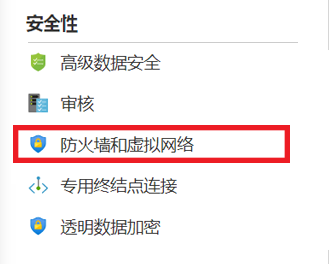 安全性
高级数据安全
审核
防火墙和虚拟网络
专用终结点连接
透明数据加密